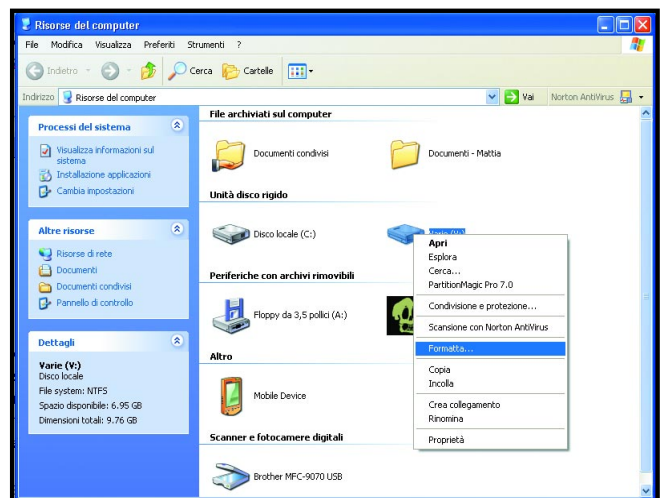 Risorse del computer
File Modifica Visualizza Preferiti Strumenti ?
Indietro Cerca Cartelle
Indirizzo Risorse del computer Vai Norton AntiVirus
Processi del sistema
Visualizza informazioni sul
sistema
Installazione applicazioni
Cambia impostazioni
Altre risorse
Risorse di rete
Documenti
Documenti condivisi
Pannello di controllo
Dettagli
Varie (V:)
Disco locale
File system: NTFS
Spazio disponibile: 6.95 GB
Dimensioni totali: 9.76 GB
File archiviati sul computer
Documenti condivisi
Documenti - Mattia
Unità disco rigido
Disco locale (C:)
Varie (V:)
Periferiche con archivi rimovibili
Floppy da 3,5 pollici (A:)
Altro
Mobile Device
Scanner e fotocamere digitali
Brother MFC-9070 USB
Apri
Esplora
Cerca...
PartitionMagic Pro 7.0
Condivisione e protezione...
Scansione con Norton AntiVirus
Formatta...
Copia
Incolla
Crea collegamento
Rinomina
Proprietà